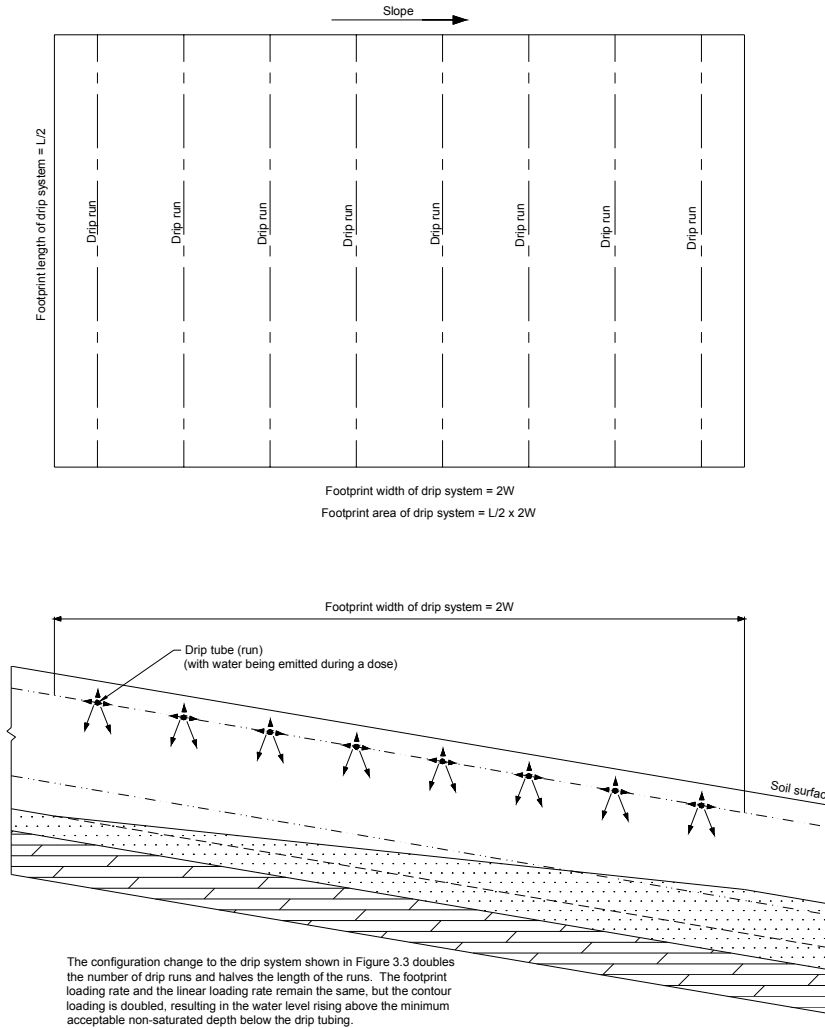 Slope
Footprint length of drip system = L/2
Drip run
Drip run
Drip run
Drip run
Drip run
Drip run
Drip run
Drip run
Footprint width of drip system = 2W
Footprint area of drip system = L/2 x 2W
Footprint width of drip system = 2W
Drip tube (run)
(with water being emitted during a dose)
Soil surfac
The configuration change to the drip system shown in Figure 3.3 doubles
the number of drip runs and halves the length of the runs. The footprint
loading rate and the linear loading rate remain the same, but the contour
loading is doubled, resulting in the water level rising above the minimum
acceptable non-saturated depth below the drip tubing.